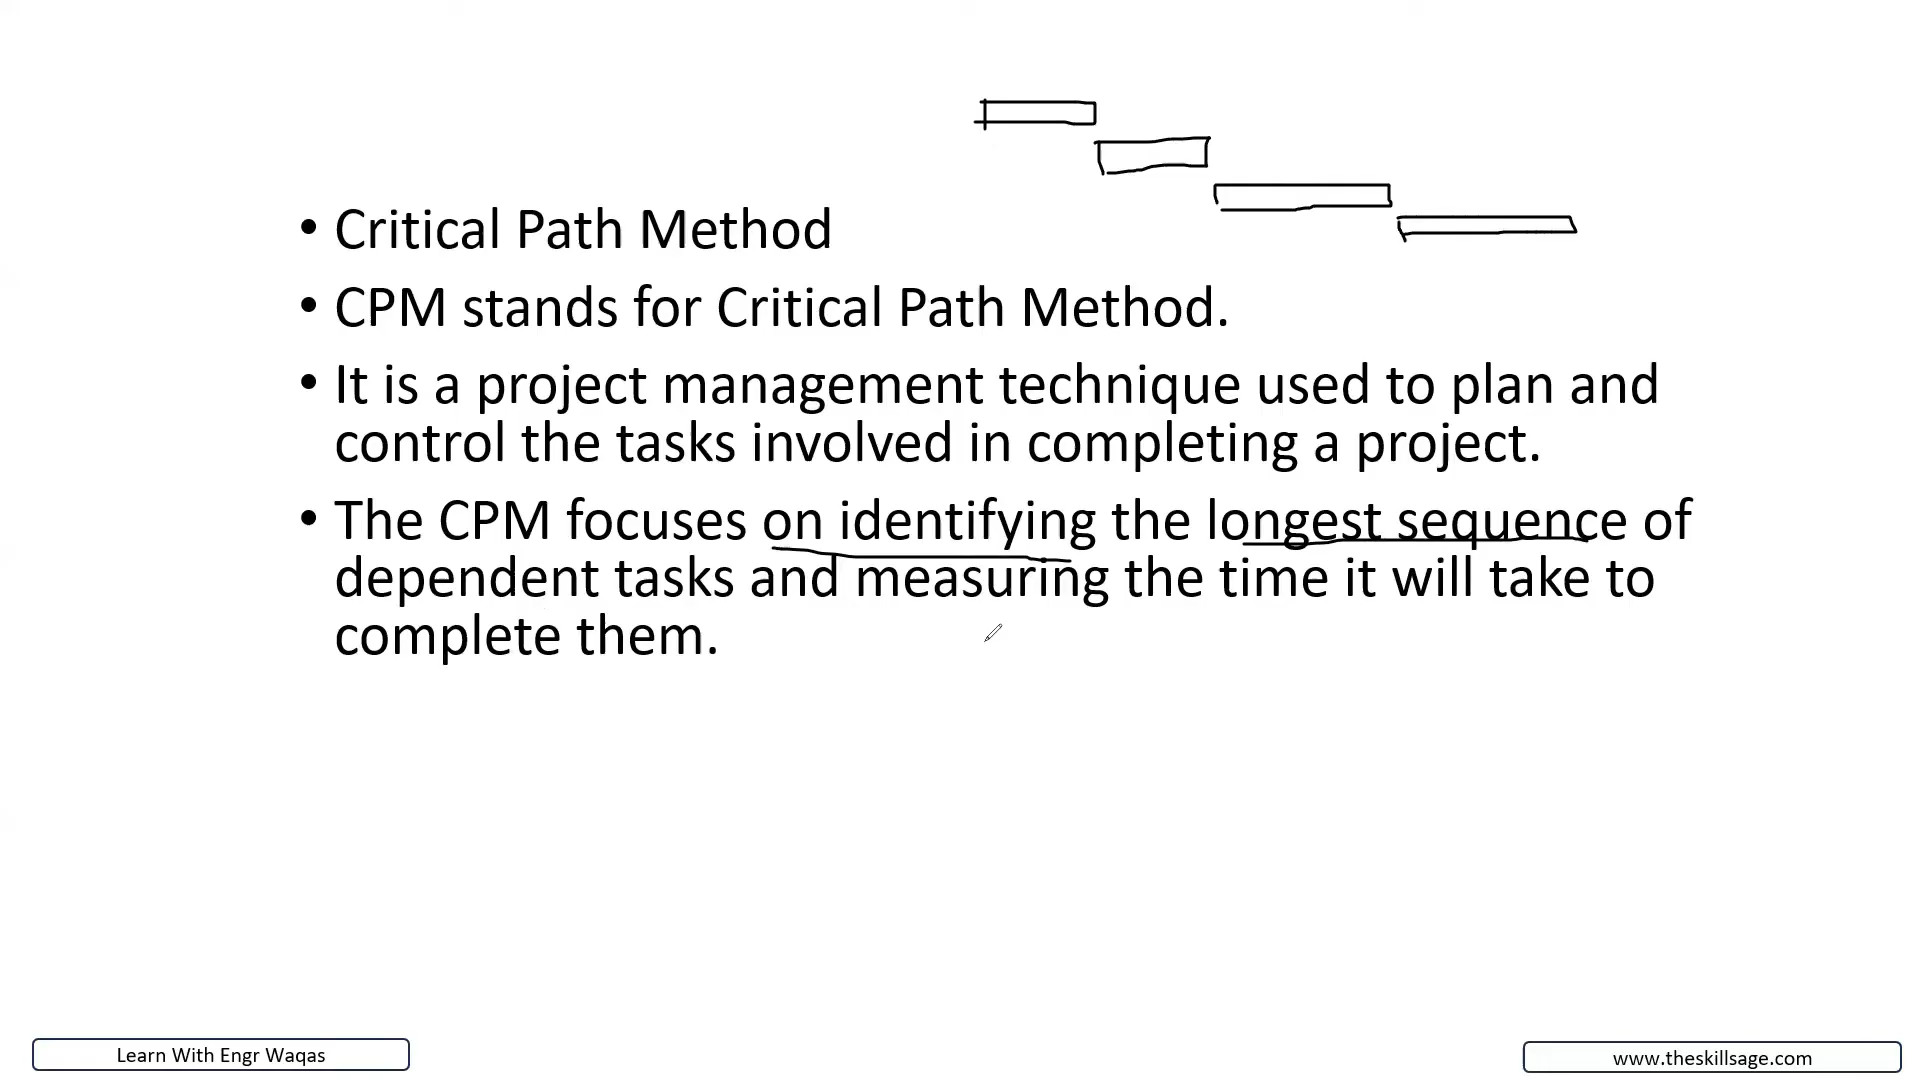 • Critical Path Method
• CPM stands for Critical Path Method.
• It is a project management technique used to plan and
control the tasks involved in completing a project.
• The CPM focuses on identifying the longest sequence of
dependent tasks and measuring the time it will take to
complete them.
Learn With Engr Waqas
www.theskillsage.com